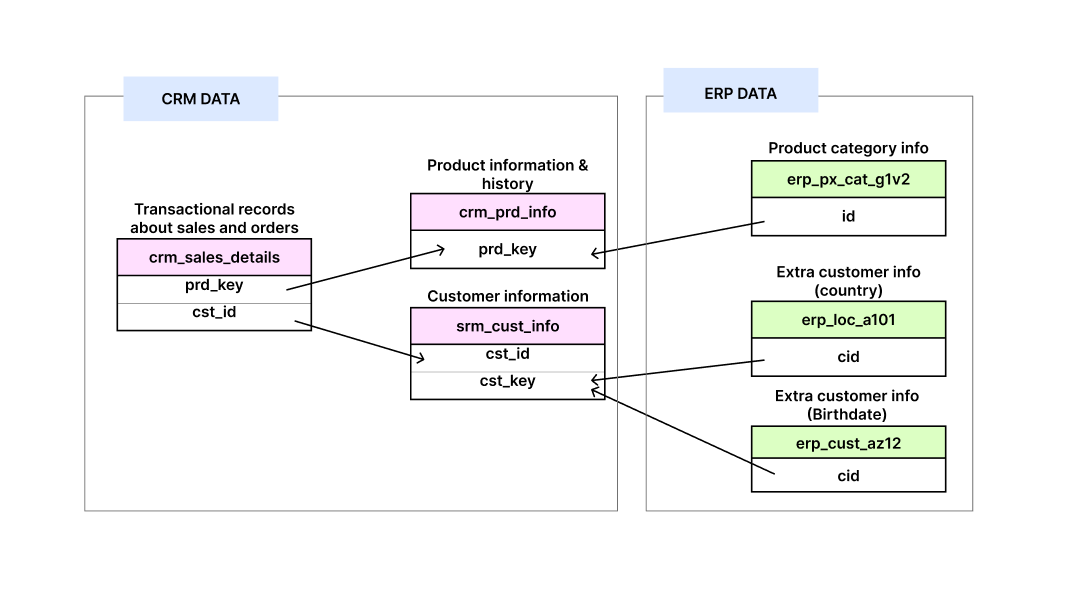 CRM DATA
ERP DATA
Transactional records
about sales and orders
crm_sales_details
prd_key
cst_id
Product information &
history
crm_prd_info
prd_key
Customer information
srm_cust_info
cst_id
cst_key
Product category info
erp_px_cat_g1v2
id
Extra customer info
(country)
erp_loc_a101
cid
Extra customer info
(Birthdate)
erp_cust_az12
cid